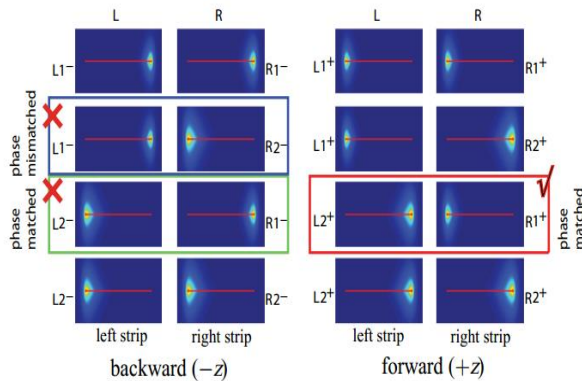 L R L R
L1⁻ R1⁻ L1⁺ R1⁺
phase mismatched L1⁻ R2⁻ L1⁺ R2⁺
phase matched L2⁻ R1⁻ L2⁺ R1⁺ phase matched
L2⁻ R2⁻ L2⁺ R2⁺
left strip right strip left strip right strip
backward (−z) forward (+z)